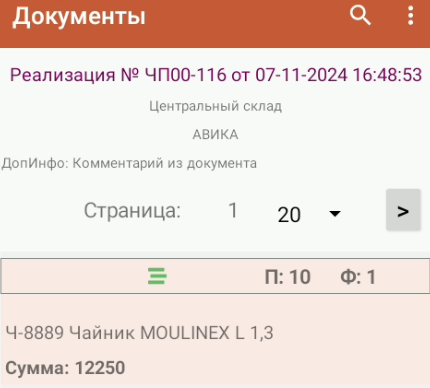 Документы
Реализация № ЧП00-116 от 07-11-2024 16:48:53
Центральный склад
АВИКА
ДопИнфо: Комментарий из документа
Страница: 1 20 >
П: 10 Ф: 1
Ч-8889 Чайник MOULINEX L 1,3
Сумма: 12250